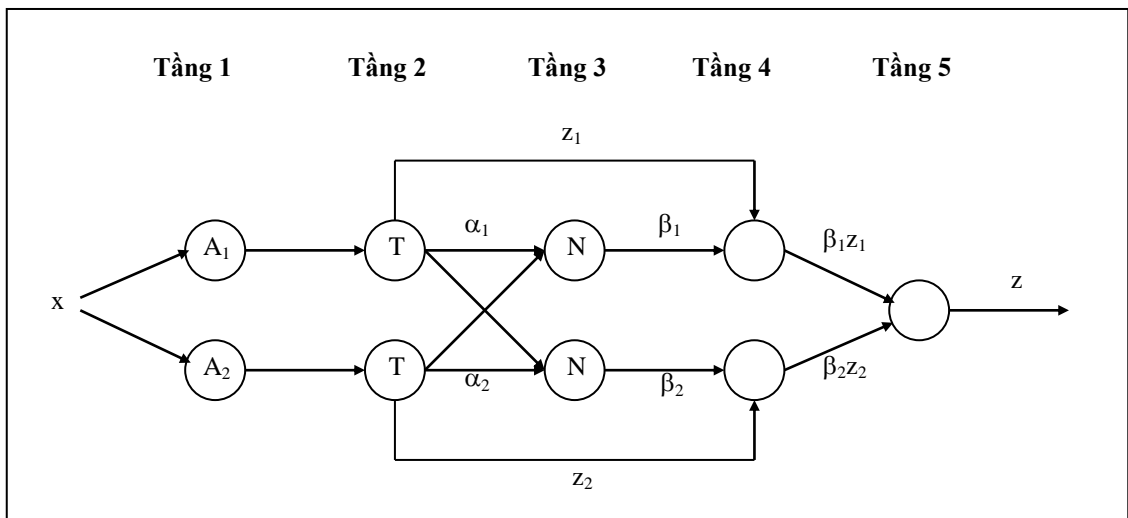 Tầng 1 Tầng 2 Tầng 3 Tầng 4 Tầng 5
z₁
A₁ T α₁ N β₁ β₁z₁
x z
A₂ T α₂ N β₂ β₂z₂
z₂